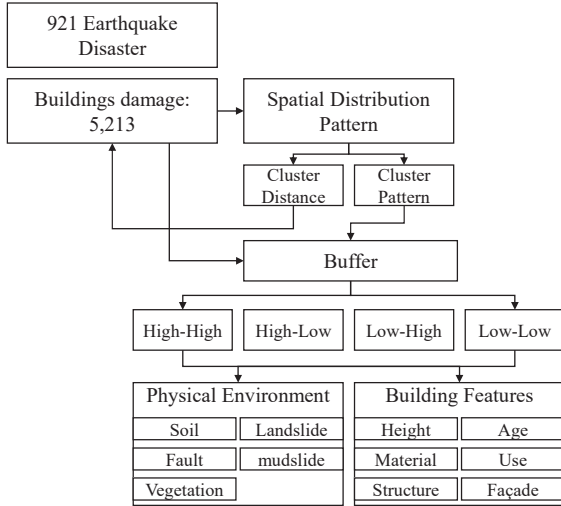 921 Earthquake
Disaster
Buildings damage:
5,213
Spatial Distribution
Pattern
Cluster
Distance
Cluster
Pattern
Buffer
High-High
High-Low
Low-High
Low-Low
Physical Environment
Soil
Landslide
Fault
mudslide
Vegetation
Building Features
Height
Age
Material
Use
Structure
Façade